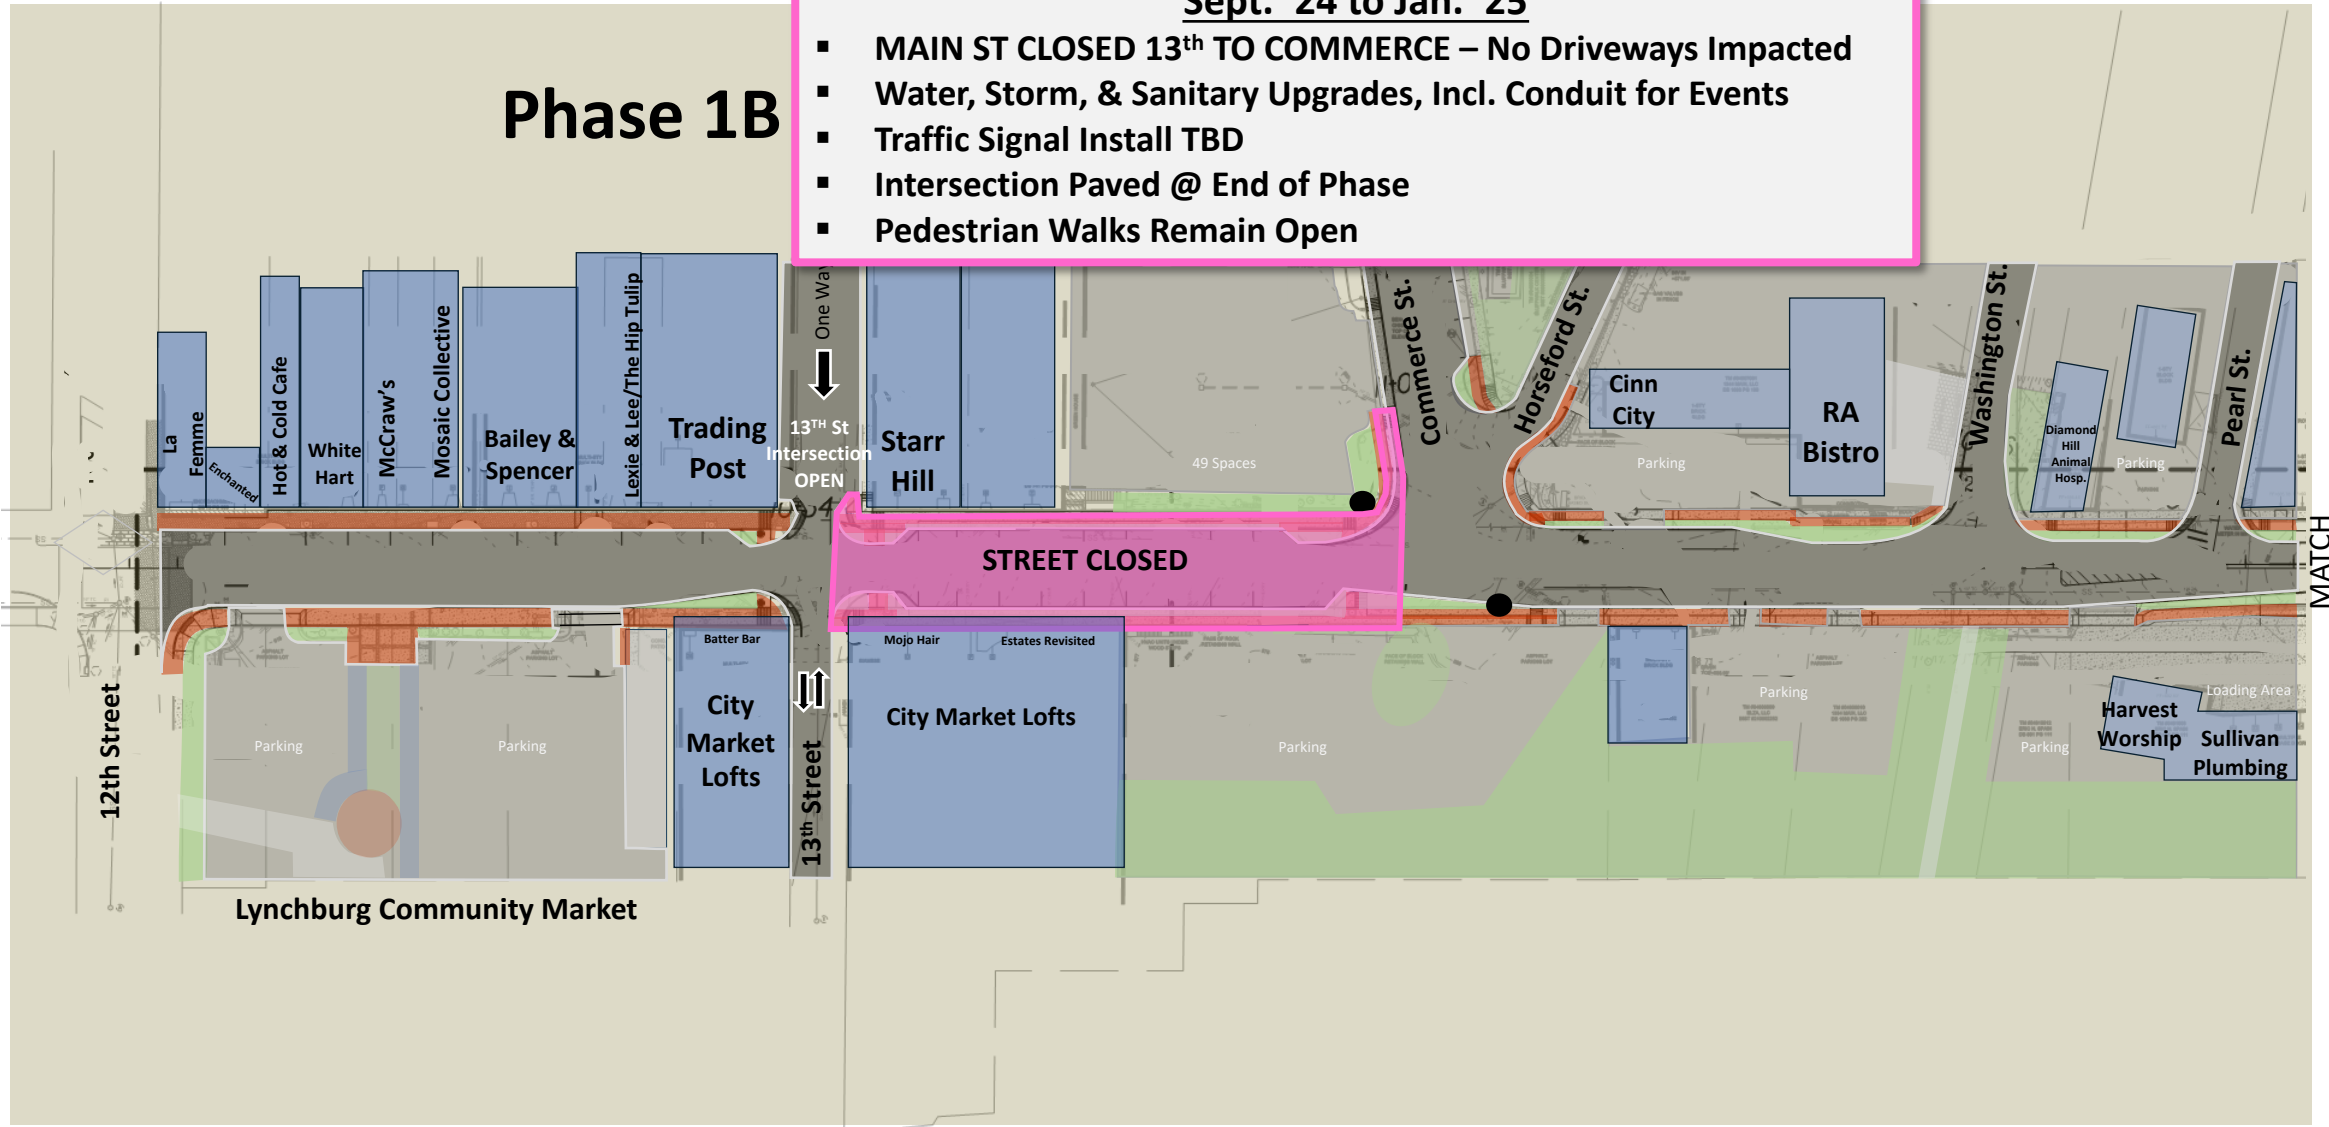 Sept. '24 to Jan. '25
▪ MAIN ST CLOSED 13th TO COMMERCE – No Driveways Impacted
▪ Water, Storm, & Sanitary Upgrades, Incl. Conduit for Events
▪ Traffic Signal Install TBD
▪ Intersection Paved @ End of Phase
▪ Pedestrian Walks Remain Open
Phase 1B
La
Femme
Enchanted
Hot & Cold Cafe
White
Hart
McCraw's
Mosaic Collective
Bailey &
Spencer
Lexie & Lee/The Hip Tulip
Trading
Post
One Way
13TH St
Intersection
OPEN
Starr
Hill
49 Spaces
Commerce St.
Horseford St.
Cinn
City
Parking
RA
Bistro
Washington St.
Diamond
Hill
Animal
Hosp.
Parking
Pearl St.
STREET CLOSED
MATCH
12th Street
Parking
Parking
Batter Bar
City
Market
Lofts
13th Street
Mojo Hair
Estates Revisited
City Market Lofts
Parking
Parking
Parking
Loading Area
Harvest
Worship
Sullivan
Plumbing
Lynchburg Community Market